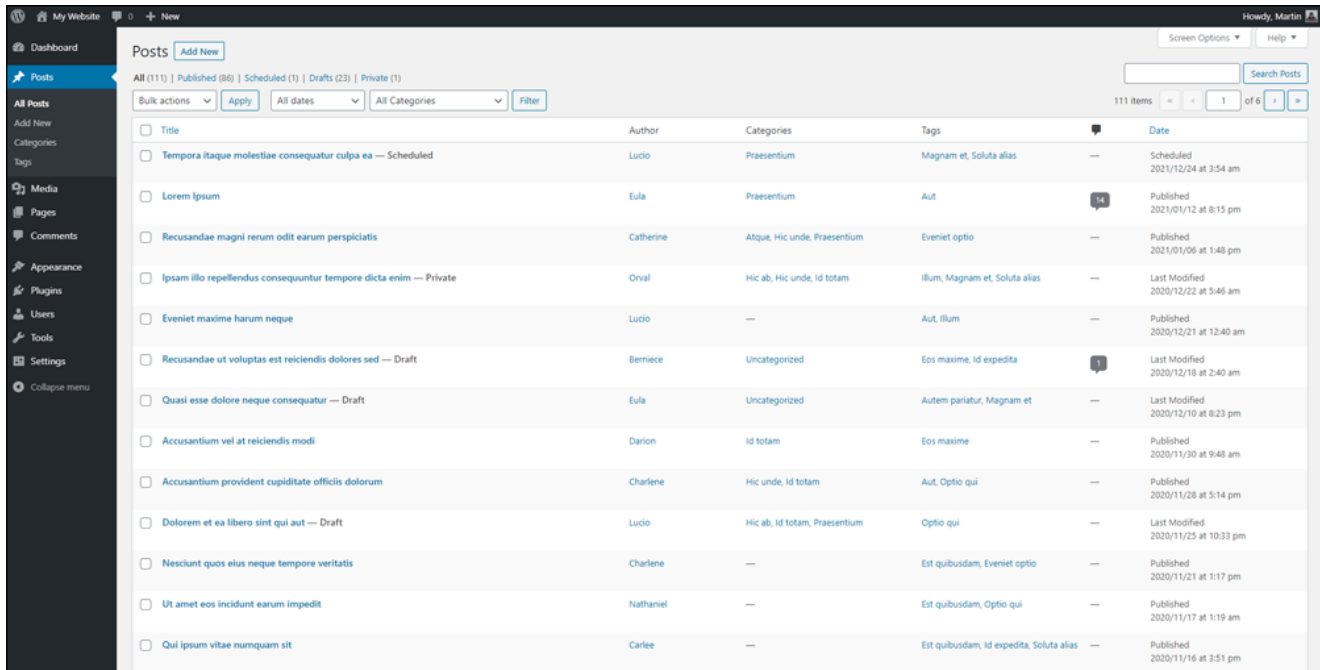 My Website 0 + New Howdy, Martin
Dashboard
Posts
All Posts
Add New
Categories
Tags
Media
Pages
Comments
Appearance
Plugins
Users
Tools
Settings
Collapse menu
Screen Options ▼ Help ▼
Posts Add New
All (111) | Published (86) | Scheduled (1) | Drafts (23) | Private (1)
Search Posts
Bulk actions Apply All dates All Categories Filter
111 items « ‹ 1 of 6 › »
Title Author Categories Tags Date
Tempora itaque molestiae consequatur culpa ea — Scheduled Lucio Praesentium Magnam et, Soluta alias — Scheduled
2021/12/24 at 3:54 am
Lorem Ipsum Eula Praesentium Aut 14 Published
2021/01/12 at 8:15 pm
Recusandae magni rerum odit earum perspiciatis Catherine Atque, Hic unde, Praesentium Eveniet optio — Published
2021/01/06 at 1:48 pm
Ipsam illo repellendus consequuntur tempore dicta enim — Private Orval Hic ab, Hic unde, Id totam Illum, Magnam et, Soluta alias — Last Modified
2020/12/22 at 5:46 am
Eveniet maxime harum neque Lucio — Aut, Illum — Published
2020/12/21 at 12:40 am
Recusandae ut voluptas est reiciendis dolores sed — Draft Berniece Uncategorized Eos maxime, Id expedita 1 Last Modified
2020/12/18 at 2:40 am
Quasi esse dolore neque consequatur — Draft Eula Uncategorized Autem pariatur, Magnam et — Last Modified
2020/12/10 at 8:23 pm
Accusantium vel at reiciendis modi Darion Id totam Eos maxime — Published
2020/11/30 at 9:48 am
Accusantium provident cupiditate officiis dolorum Charlene Hic unde, Id totam Aut, Optio qui — Published
2020/11/28 at 5:14 pm
Dolorem et ea libero sint qui aut — Draft Lucio Hic ab, Id totam, Praesentium Optio qui — Last Modified
2020/11/25 at 10:33 pm
Nesciunt quos eius neque tempore veritatis Charlene — Est quibusdam, Eveniet optio — Published
2020/11/21 at 1:17 pm
Ut amet eos incidunt earum impedit Nathaniel — Est quibusdam, Optio qui — Published
2020/11/17 at 1:19 am
Qui ipsum vitae numquam sit Carlee — Est quibusdam, Id expedita, Soluta alias — Published
2020/11/16 at 3:51 pm